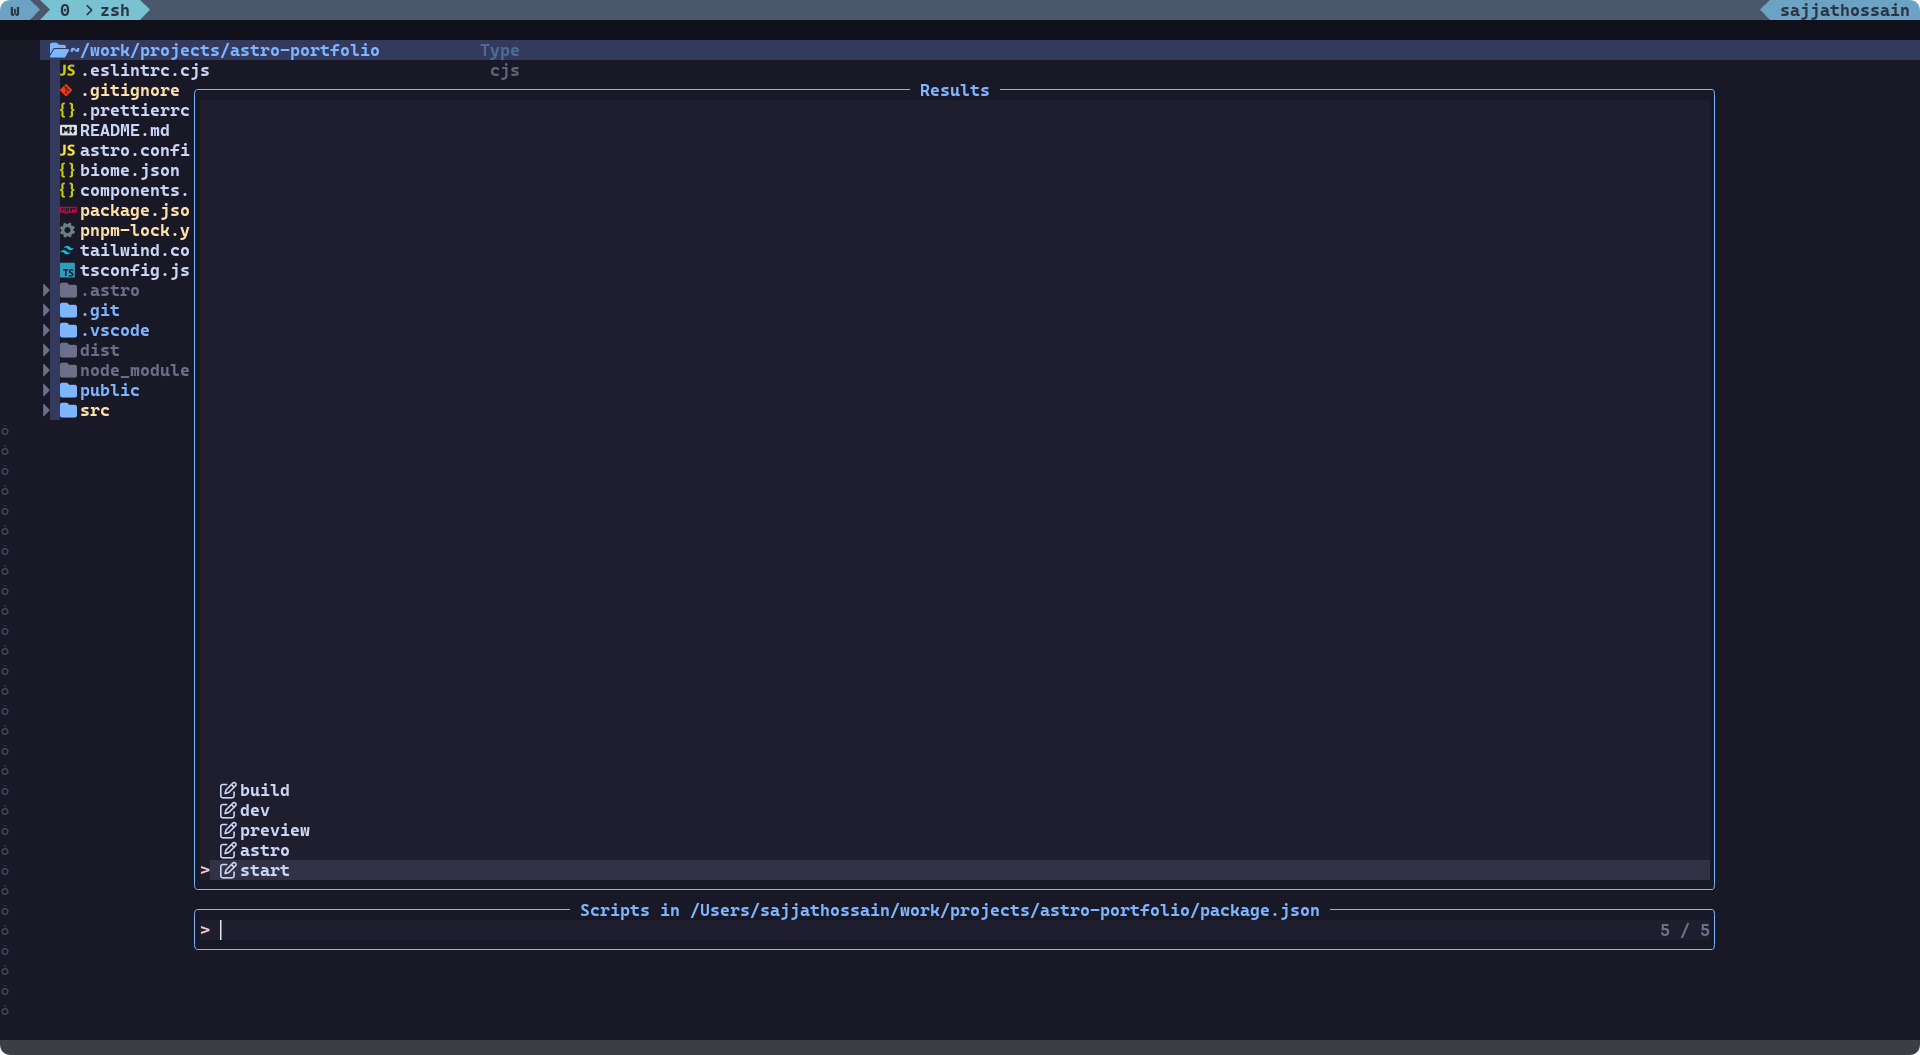 w 0 > zsh sajjathossain
~/work/projects/astro-portfolio Type
JS .eslintrc.cjs cjs
.gitignore
Results
{} .prettierrc
README.md
JS astro.confi
{} biome.json
{} components.
package.jso
pnpm-lock.y
tailwind.co
TS tsconfig.js
.astro
.git
.vscode
dist
node_module
public
src
build
dev
preview
astro
> start
Scripts in /Users/sajjathossain/work/projects/astro-portfolio/package.json
> 5 / 5